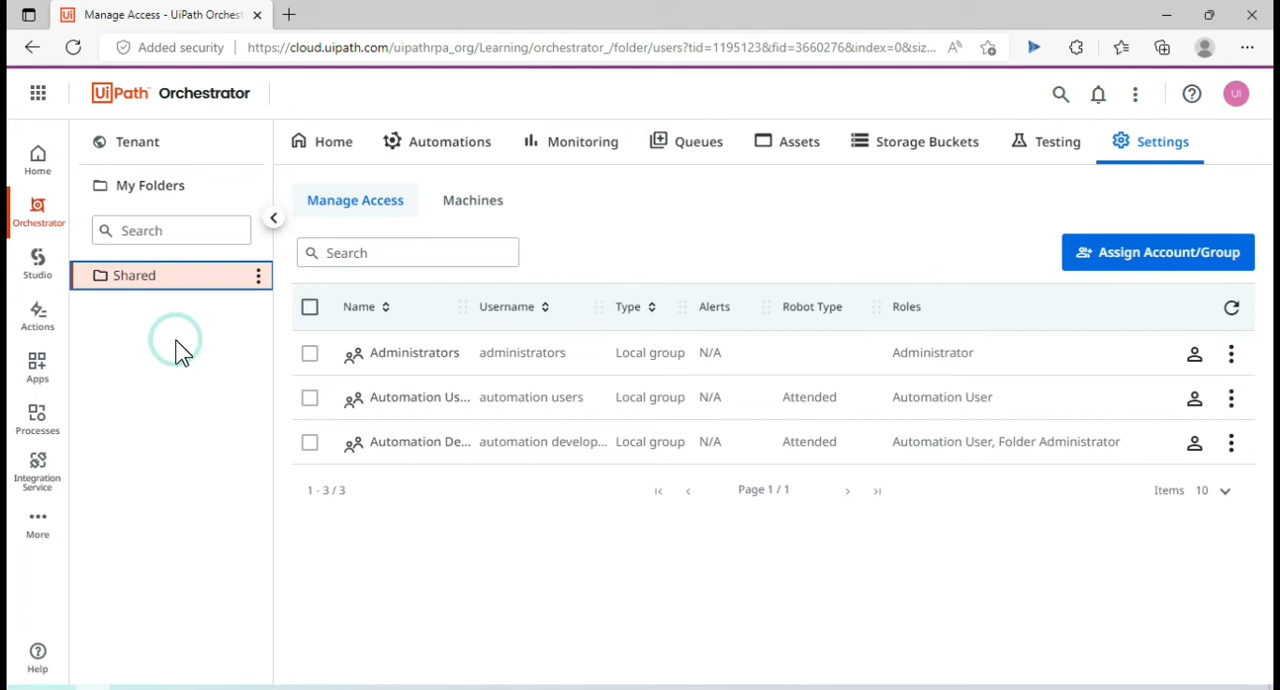 Manage Access - UiPath Orchest
Added security
https://cloud.uipath.com/uipathrpa_org/Learning/orchestrator_/folder/users?tid=1195123&fid=3660276&index=0&siz...
UiPath Orchestrator
UI
Home
Orchestrator
Studio
Actions
Apps
Processes
Integration
Service
More
Help
Tenant
My Folders
Search
Shared
Home Automations Monitoring Queues Assets Storage Buckets Testing Settings
Manage Access Machines
Search
Assign Account/Group
Name Username Type Alerts Robot Type Roles
Administrators administrators Local group N/A Administrator
Automation Us... automation users Local group N/A Attended Automation User
Automation De... automation develop... Local group N/A Attended Automation User, Folder Administrator
1 - 3 / 3 Page 1 / 1 Items 10